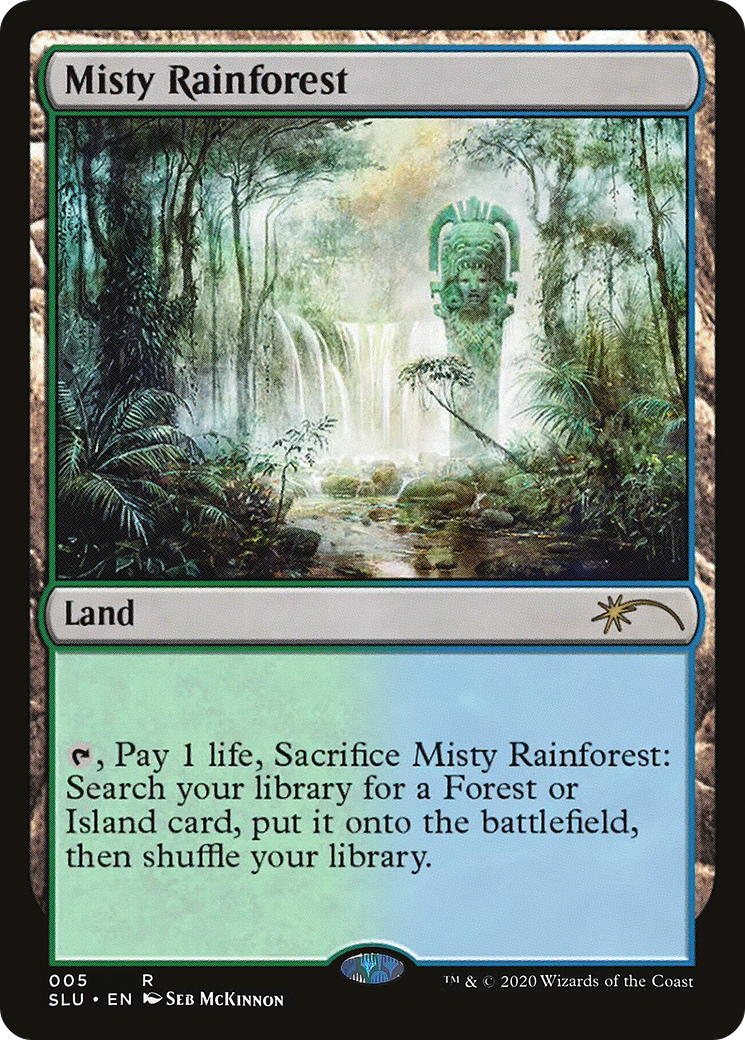 Misty Rainforest
Land
, Pay 1 life, Sacrifice Misty Rainforest:
Search your library for a Forest or
Island card, put it onto the battlefield,
then shuffle your library.
005 R
SLU • EN Seb McKinnon
™ & © 2020 Wizards of the Coast